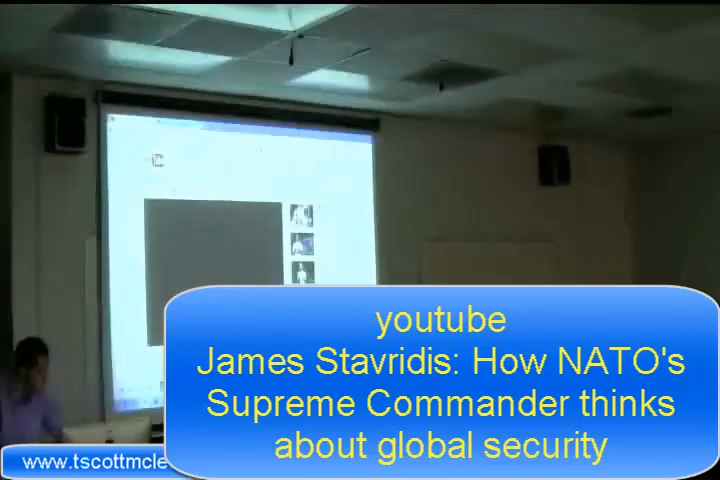 youtube
James Stavridis: How NATO's
Supreme Commander thinks
about global security
www.tscottmcle